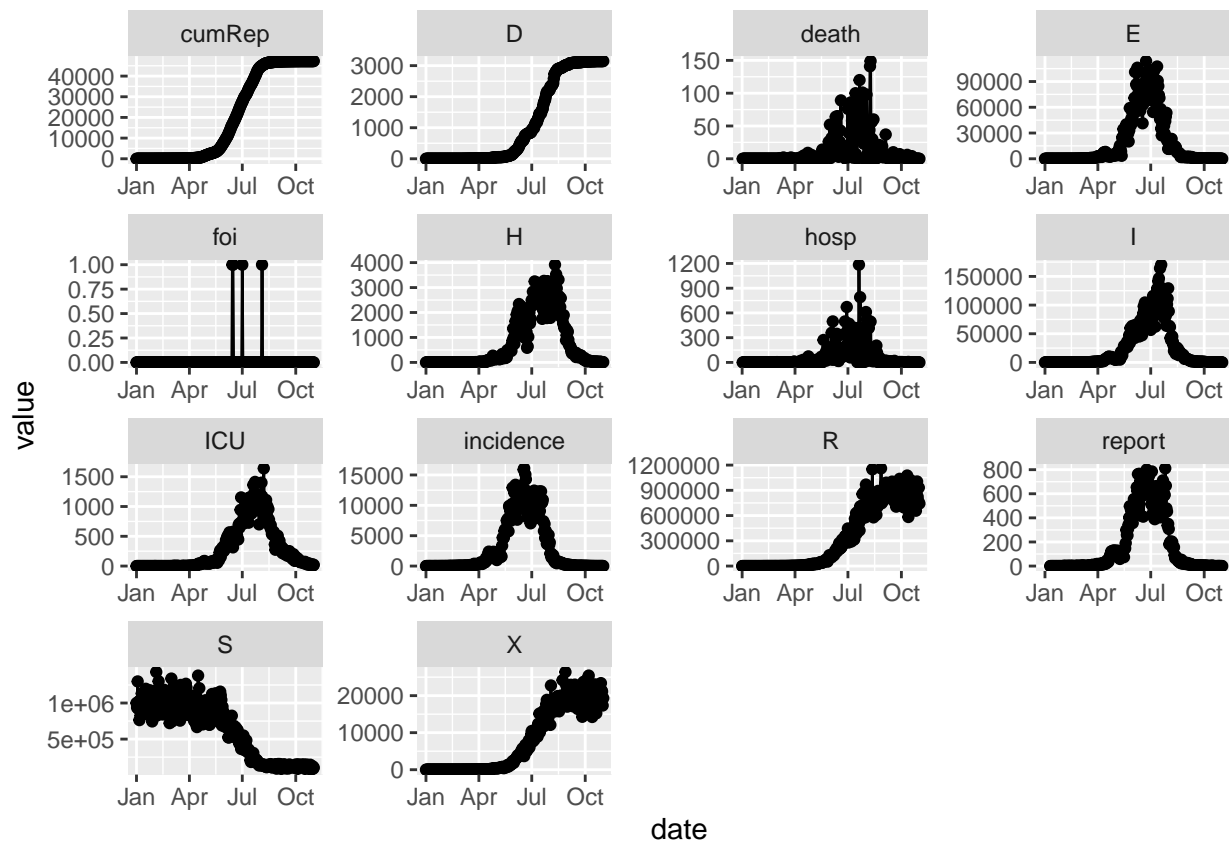 cumRep D death E
40000 3000 150 90000
30000 2000 100 60000
20000 1000 50 30000
10000 0 0 0
0
Jan Apr Jul Oct Jan Apr Jul Oct Jan Apr Jul Oct Jan Apr Jul Oct
foi H hosp I
1.00 4000 1200 150000
0.75 3000 900 100000
0.50 2000 600 50000
0.25 1000 300 0
0.00 0 0
Jan Apr Jul Oct Jan Apr Jul Oct Jan Apr Jul Oct Jan Apr Jul Oct
value
ICU incidence R report
1500 15000 1200000 800
1000 10000 900000 600
500 5000 600000 400
0 0 300000 200
0 0
Jan Apr Jul Oct Jan Apr Jul Oct Jan Apr Jul Oct Jan Apr Jul Oct
S X
1e+06 20000
5e+05 10000
0
Jan Apr Jul Oct Jan Apr Jul Oct
date